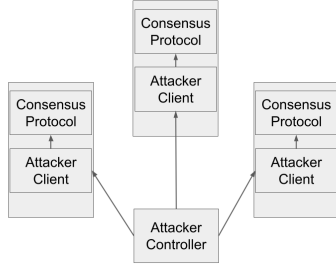 Consensus
Protocol
Attacker
Client
Consensus
Protocol
Attacker
Client
Consensus
Protocol
Attacker
Client
Attacker
Controller